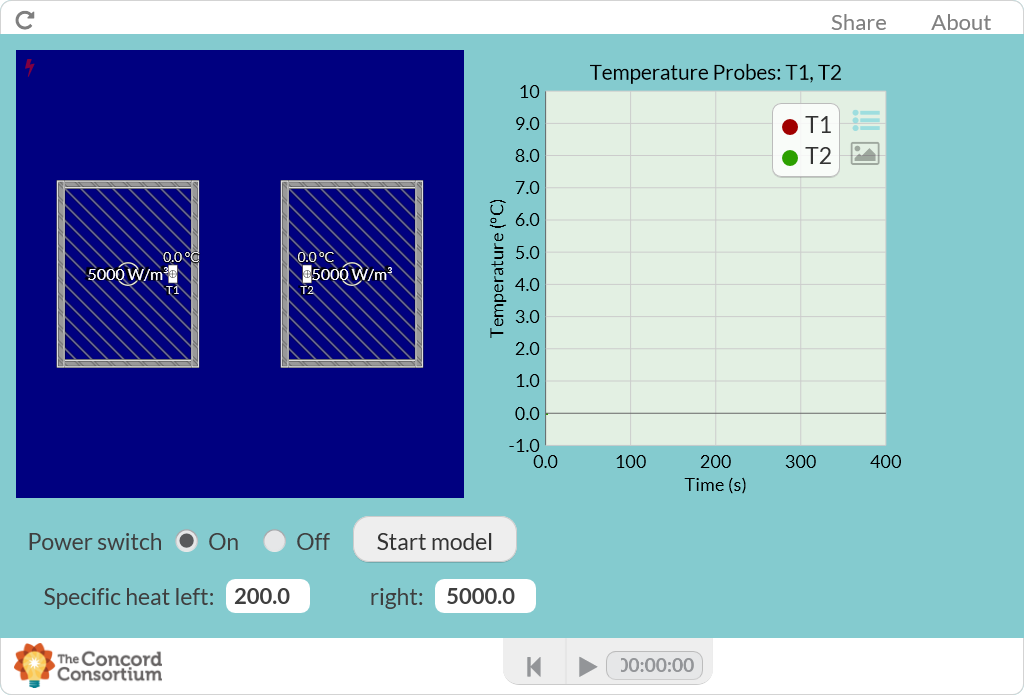 Share About
Temperature Probes: T1, T2
10
9.0
8.0
7.0
6.0
5.0
4.0
3.0
2.0
1.0
0.0
-1.0
Temperature (°C)
T1
T2
0.0 100 200 300 400
Time (s)
0.0 °C
5000 W/m³
T1
0.0 °C
5000 W/m³
T2
Power switch On Off Start model
Specific heat left: 200.0 right: 5000.0
The Concord
Consortium
00:00:00